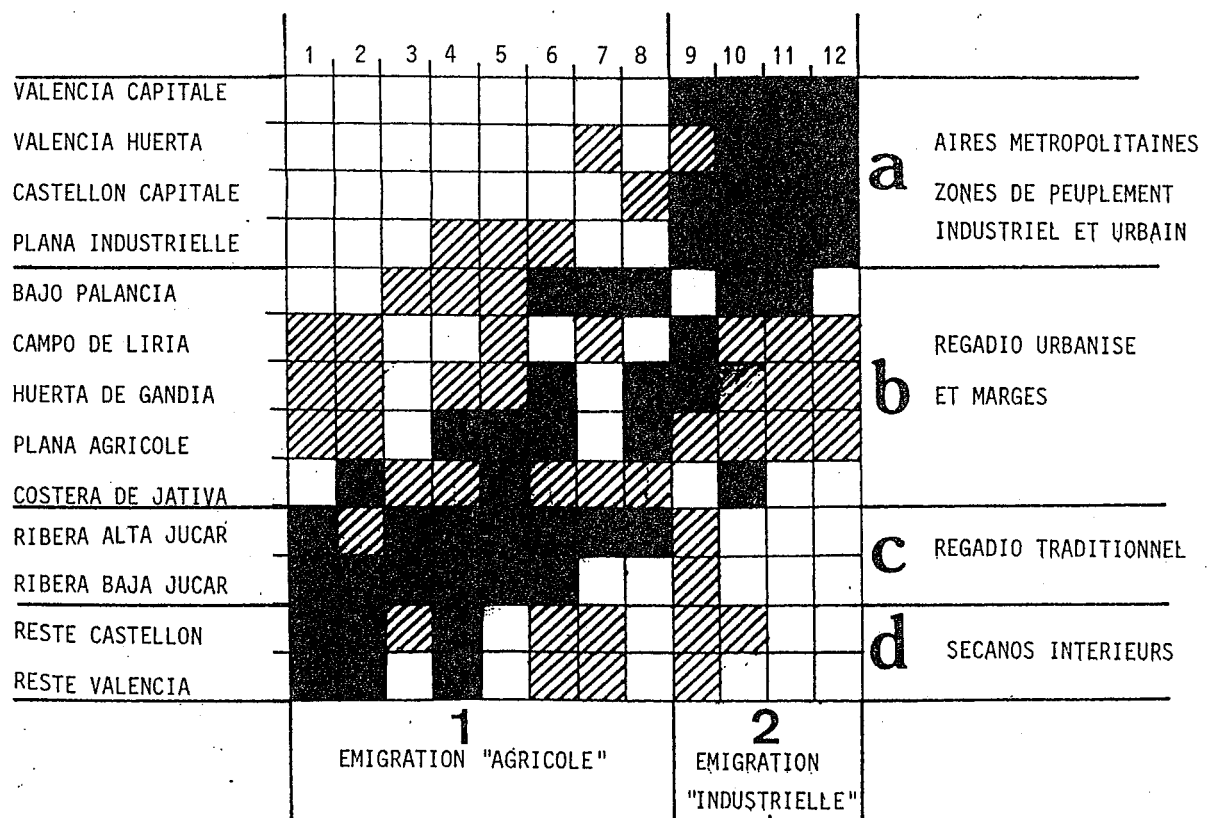 1 2 3 4 5 6 7 8 9 10 11 12
VALENCIA CAPITALE
VALENCIA HUERTA
CASTELLON CAPITALE
PLANA INDUSTRIELLE
a
AIRES METROPOLITAINES
ZONES DE PEUPLEMENT
INDUSTRIEL ET URBAIN
BAJO PALANCIA
CAMPO DE LIRIA
HUERTA DE GANDIA
PLANA AGRICOLE
COSTERA DE JATIVA
b
REGADIO URBANISE
ET MARGES
RIBERA ALTA JUCAR
RIBERA BAJA JUCAR
c
REGADIO TRADITIONNEL
RESTE CASTELLON
RESTE VALENCIA
d
SECANOS INTERIEURS
1
EMIGRATION "AGRICOLE"
2
EMIGRATION
"INDUSTRIELLE"